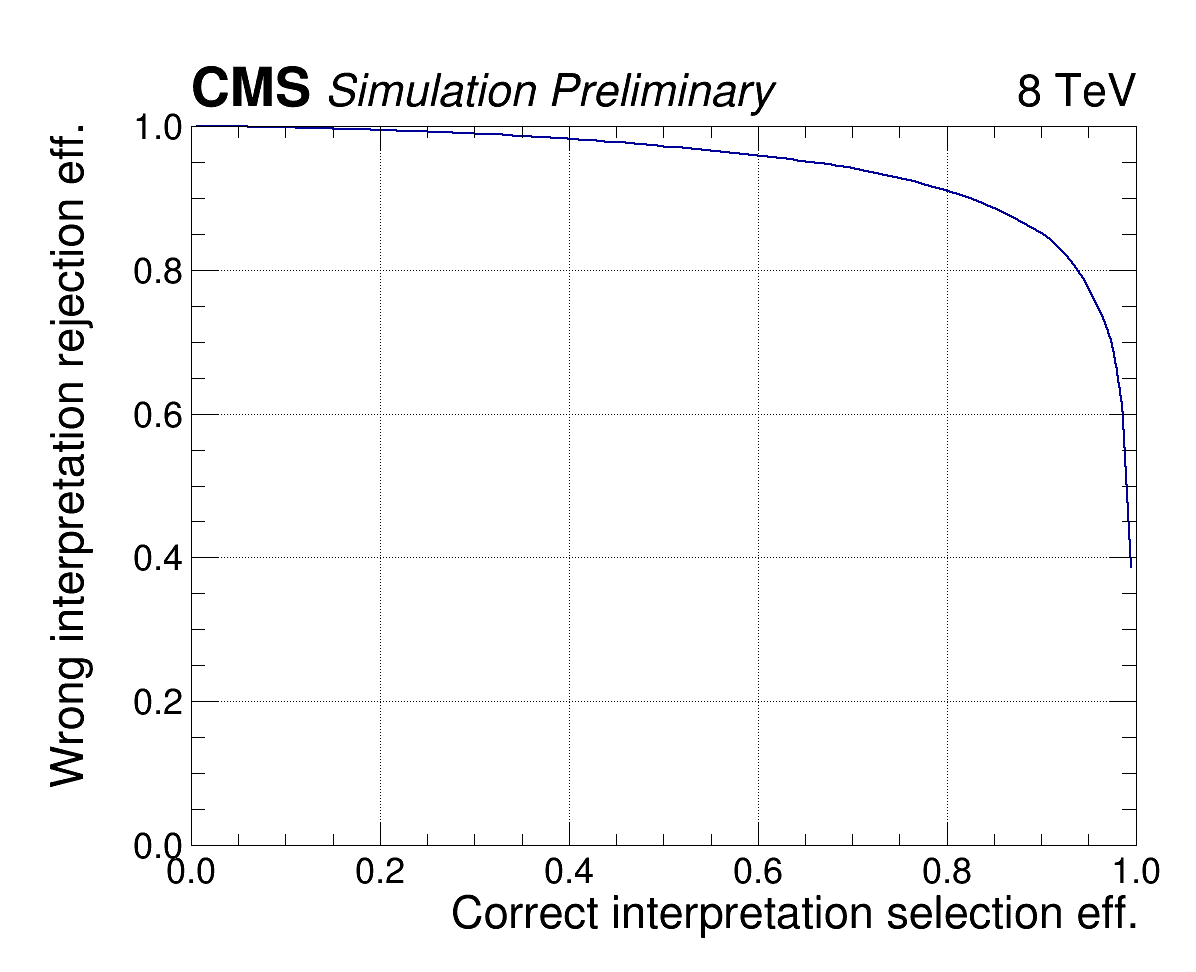 CMS Simulation Preliminary 8 TeV
Wrong interpretation rejection eff.
1.0
0.8
0.6
0.4
0.2
0.0
0.0 0.2 0.4 0.6 0.8 1.0
Correct interpretation selection eff.